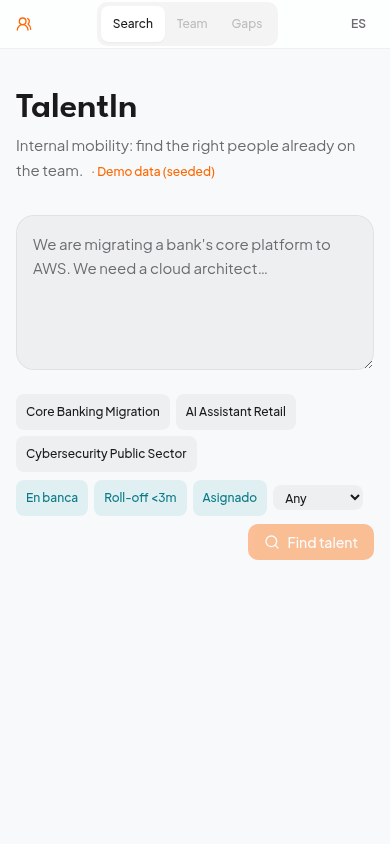 Search Team Gaps ES
TalentIn
Internal mobility: find the right people already on
the team. · Demo data (seeded)
We are migrating a bank's core platform to
AWS. We need a cloud architect…
Core Banking Migration AI Assistant Retail
Cybersecurity Public Sector
En banca Roll-off <3m Asignado Any
Find talent